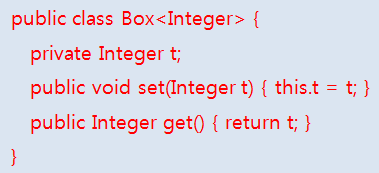 public class Box<Integer> {
private Integer t;
public void set(Integer t) { this.t = t; }
public Integer get() { return t; }
}